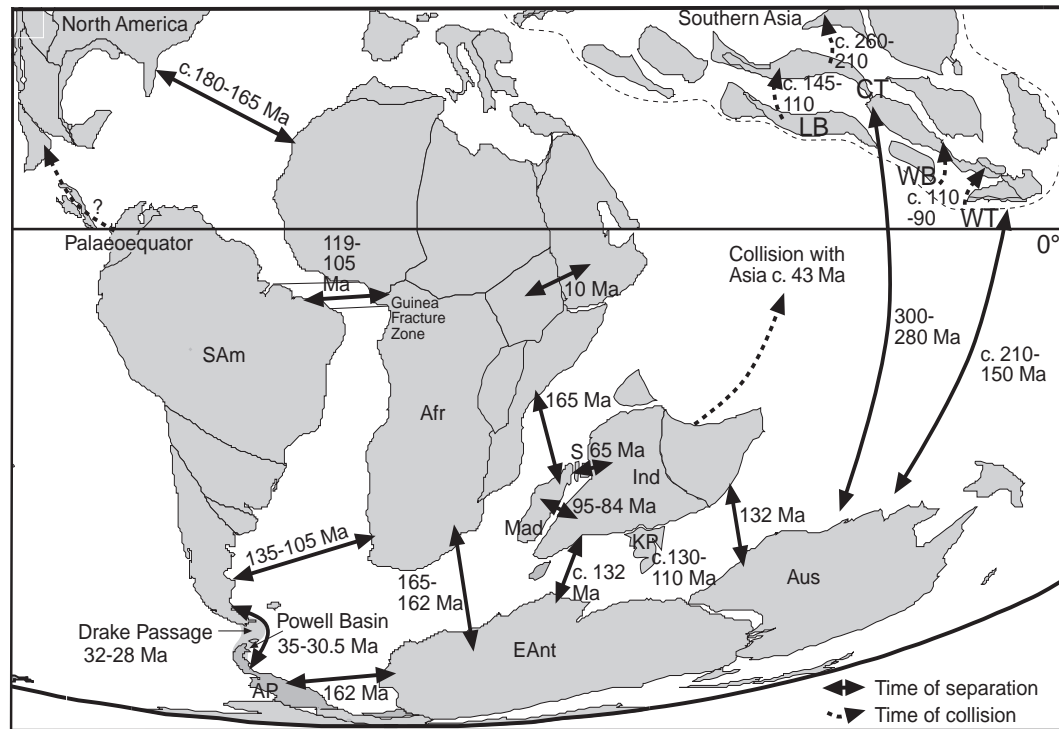 North America
Southern Asia
c. 260-
210
c.180-165 Ma
c. 145-
110
CT
LB
WB
c. 110
-90
WT
?
Palaeoequator
0°
119-
105
Ma
Collision with
Asia c. 43 Ma
10 Ma
Guinea
Fracture
Zone
300-
280 Ma
c. 210-
150 Ma
SAm
Afr
165 Ma
S
65 Ma
Ind
95-84 Ma
Mad
KP
132 Ma
135-105 Ma
c.130-
110 Ma
c. 132
Ma
Aus
165-
162 Ma
Drake Passage
32-28 Ma
Powell Basin
35-30.5 Ma
EAnt
AP
162 Ma
Time of separation
Time of collision